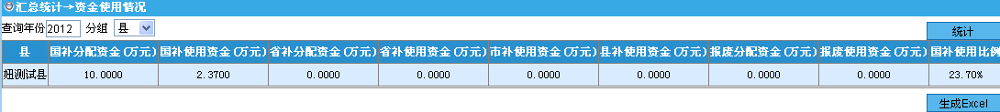 汇总统计→资金使用情况
查询年份 2012 分组 县
统计
县 国补分配资金(万元) 国补使用资金(万元) 省补分配资金(万元) 省补使用资金(万元) 市补使用资金(万元) 县补使用资金(万元) 报废分配资金(万元) 报废使用资金(万元) 国补使用比例
测试县 10.0000 2.3700 0.0000 0.0000 0.0000 0.0000 0.0000 0.0000 23.70%
生成Excel